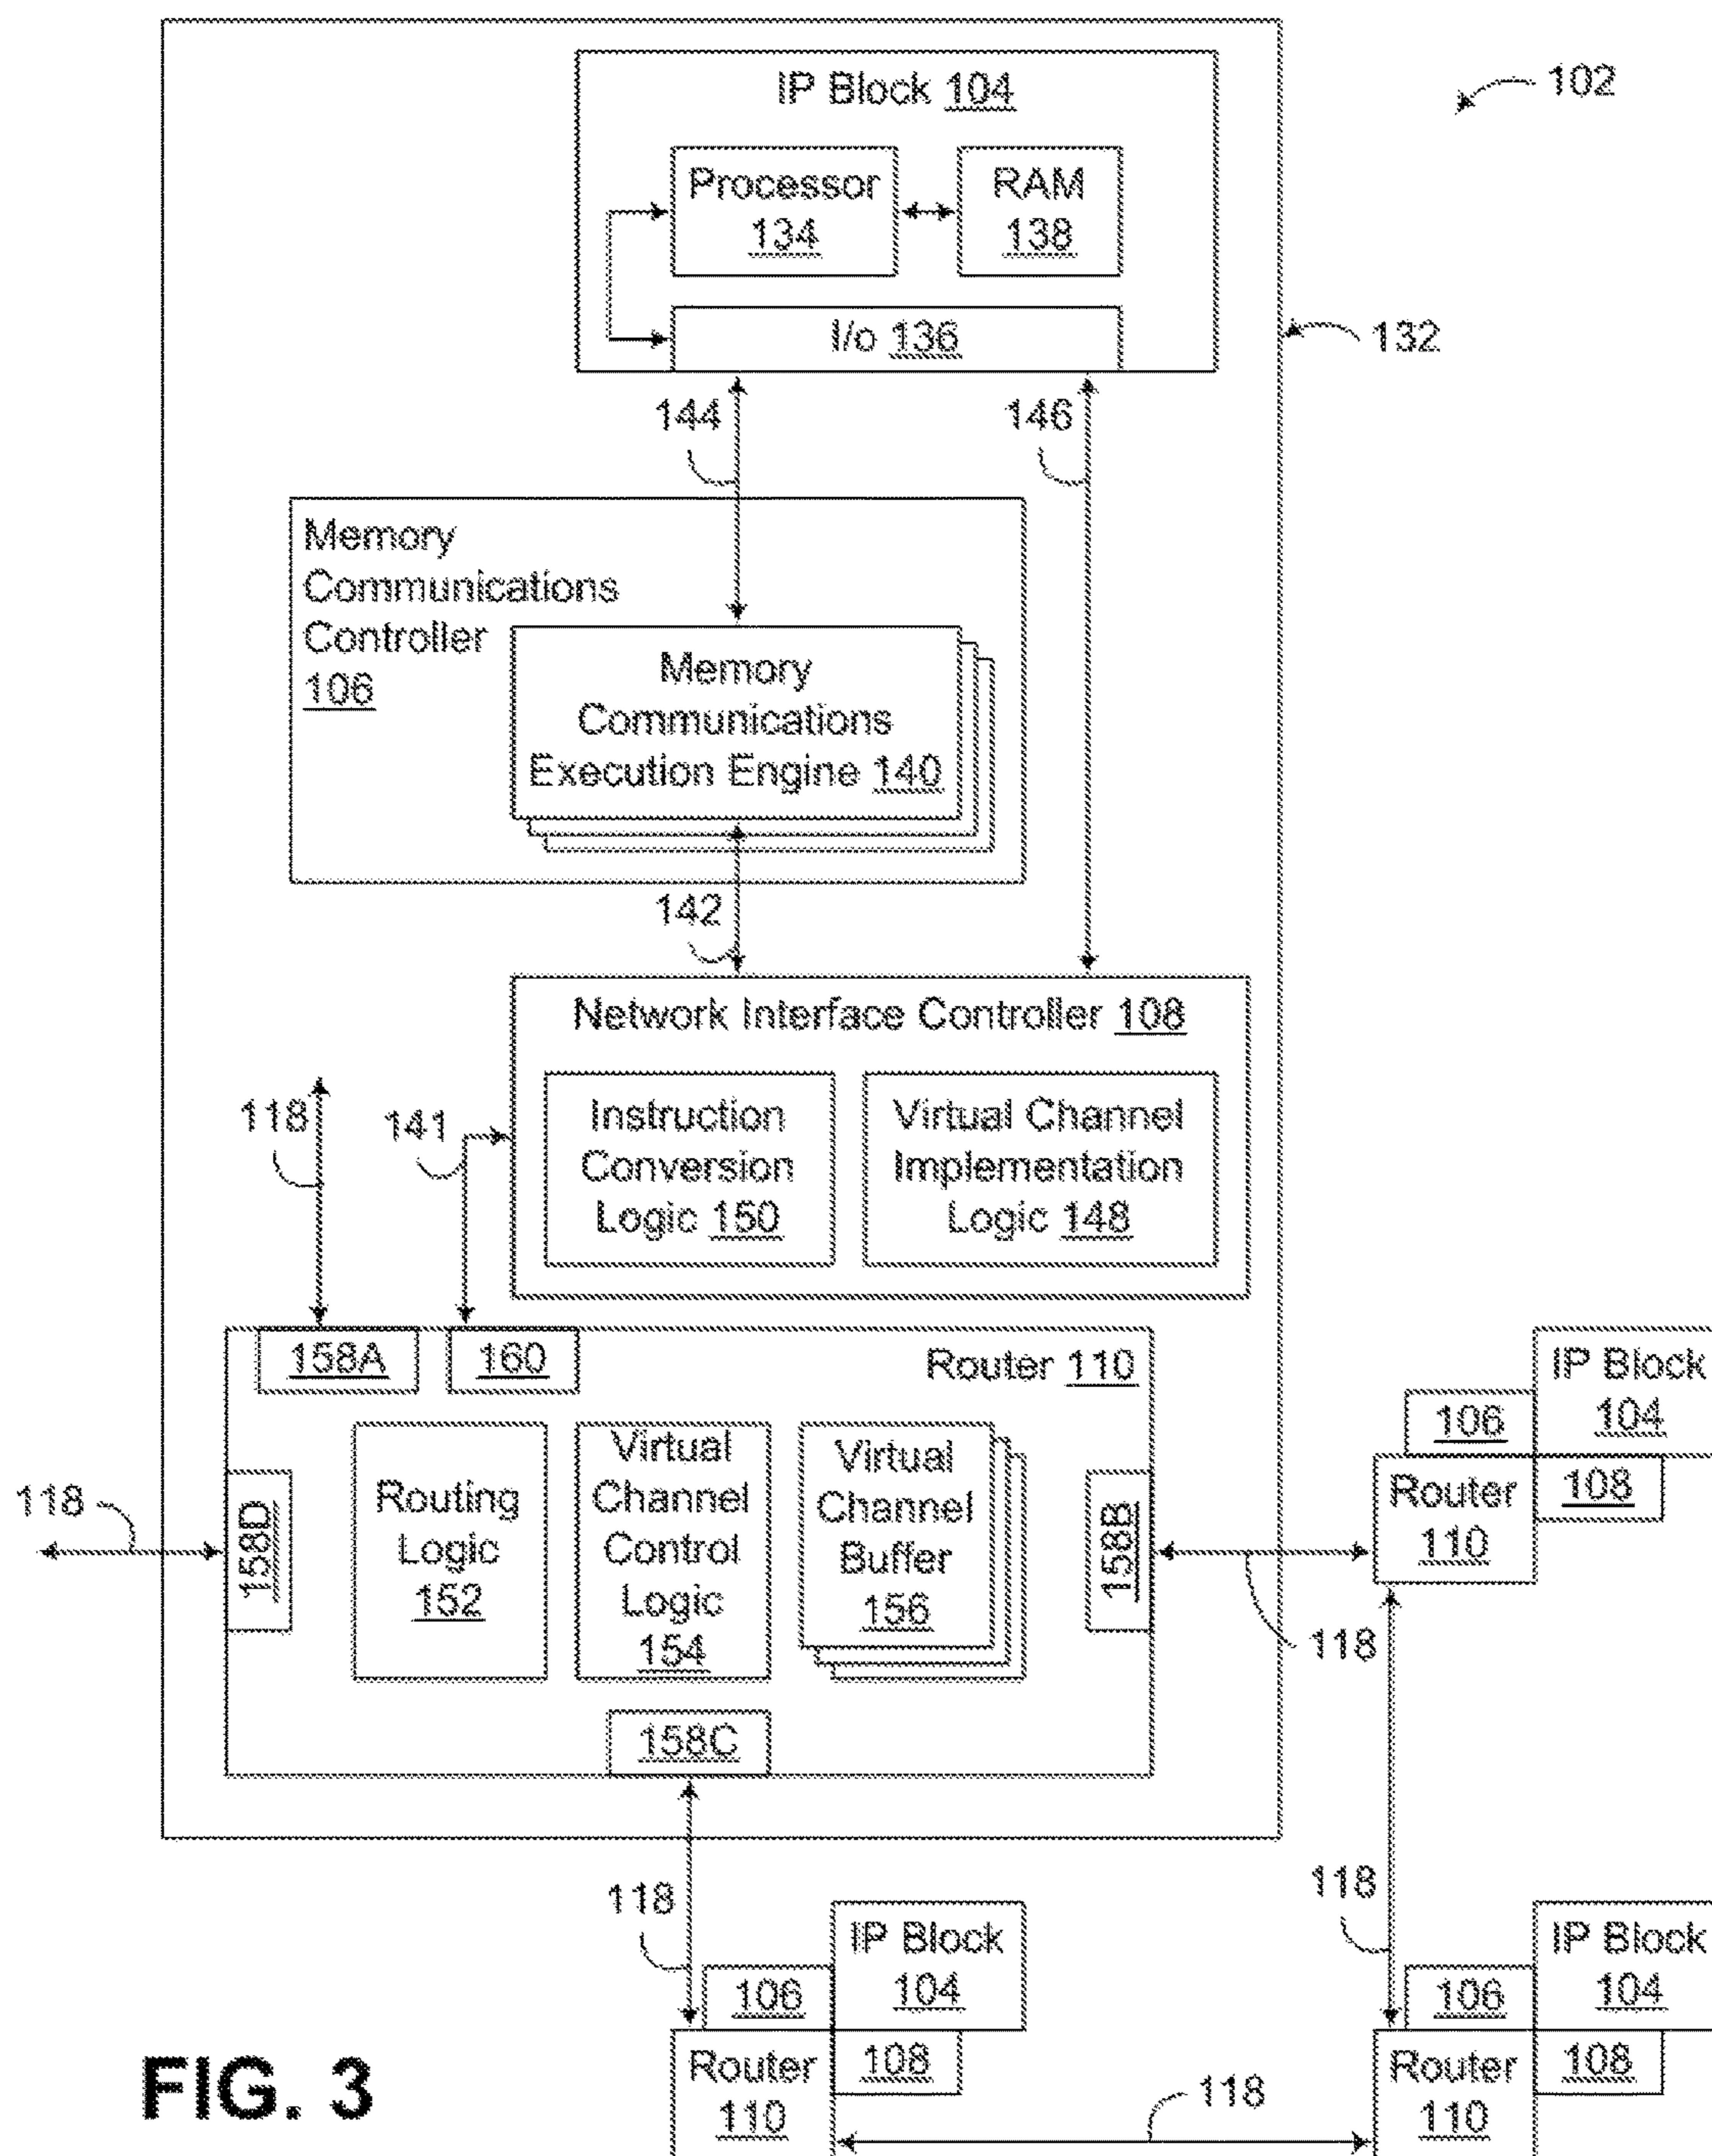 102
IP Block 104
Processor
134
RAM
138
I/o 136
132
144
146
Memory
Communications
Controller
106
Memory
Communications
Execution Engine 140
142
Network Interface Controller 108
118
141
Instruction
Conversion
Logic 150
Virtual Channel
Implementation
Logic 148
158A
160
Router 110
118
158D
Routing
Logic
152
Virtual
Channel
Control
Logic
154
Virtual
Channel
Buffer
156
158B
158C
118
IP Block
104
106
Router
110
108
118
118
IP Block
104
106
Router
110
108
118
IP Block
104
106
Router
110
108
118
FIG. 3